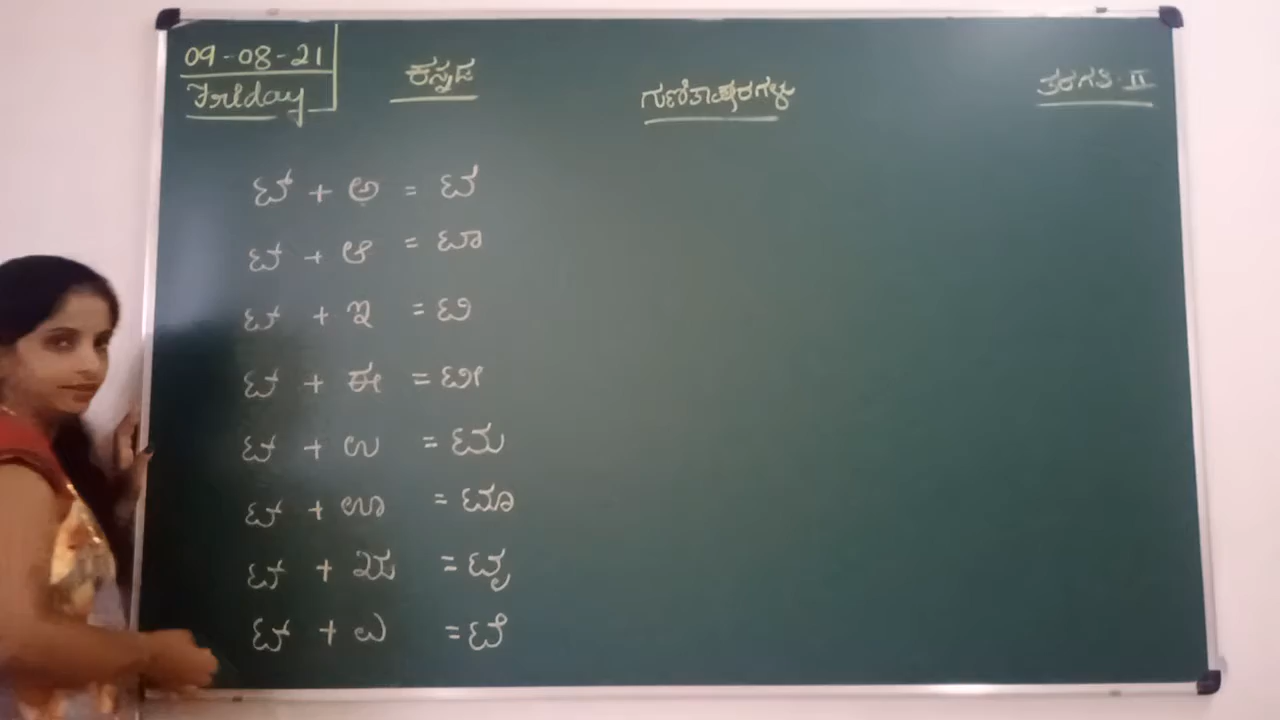 09-08-21
Friday
ಕನ್ನಡ
ಗುಣಿತಾಕ್ಷರಗಳು
ತರಗತಿ-II
ಟ್ + ಅ = ಟ
ಟ್ + ಆ = ಟಾ
ಟ್ + ಇ = ಟಿ
ಟ್ + ಈ = ಟೀ
ಟ್ + ಉ = ಟು
ಟ್ + ಊ = ಟೂ
ಟ್ + ಋ = ಟೃ
ಟ್ + ಎ = ಟೆ